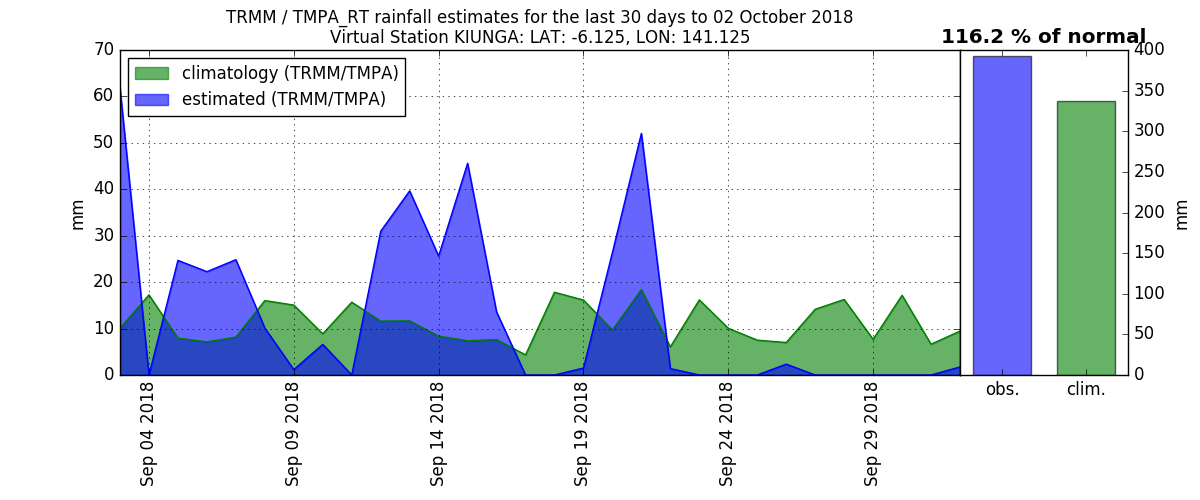 TRMM / TMPA_RT rainfall estimates for the last 30 days to 02 October 2018
Virtual Station KIUNGA: LAT: -6.125, LON: 141.125
116.2 % of normal
climatology (TRMM/TMPA)
estimated (TRMM/TMPA)
70
60
50
40
30
20
10
0
mm
Sep 04 2018
Sep 09 2018
Sep 14 2018
Sep 19 2018
Sep 24 2018
Sep 29 2018
400
350
300
250
200
150
100
50
0
mm
obs.
clim.